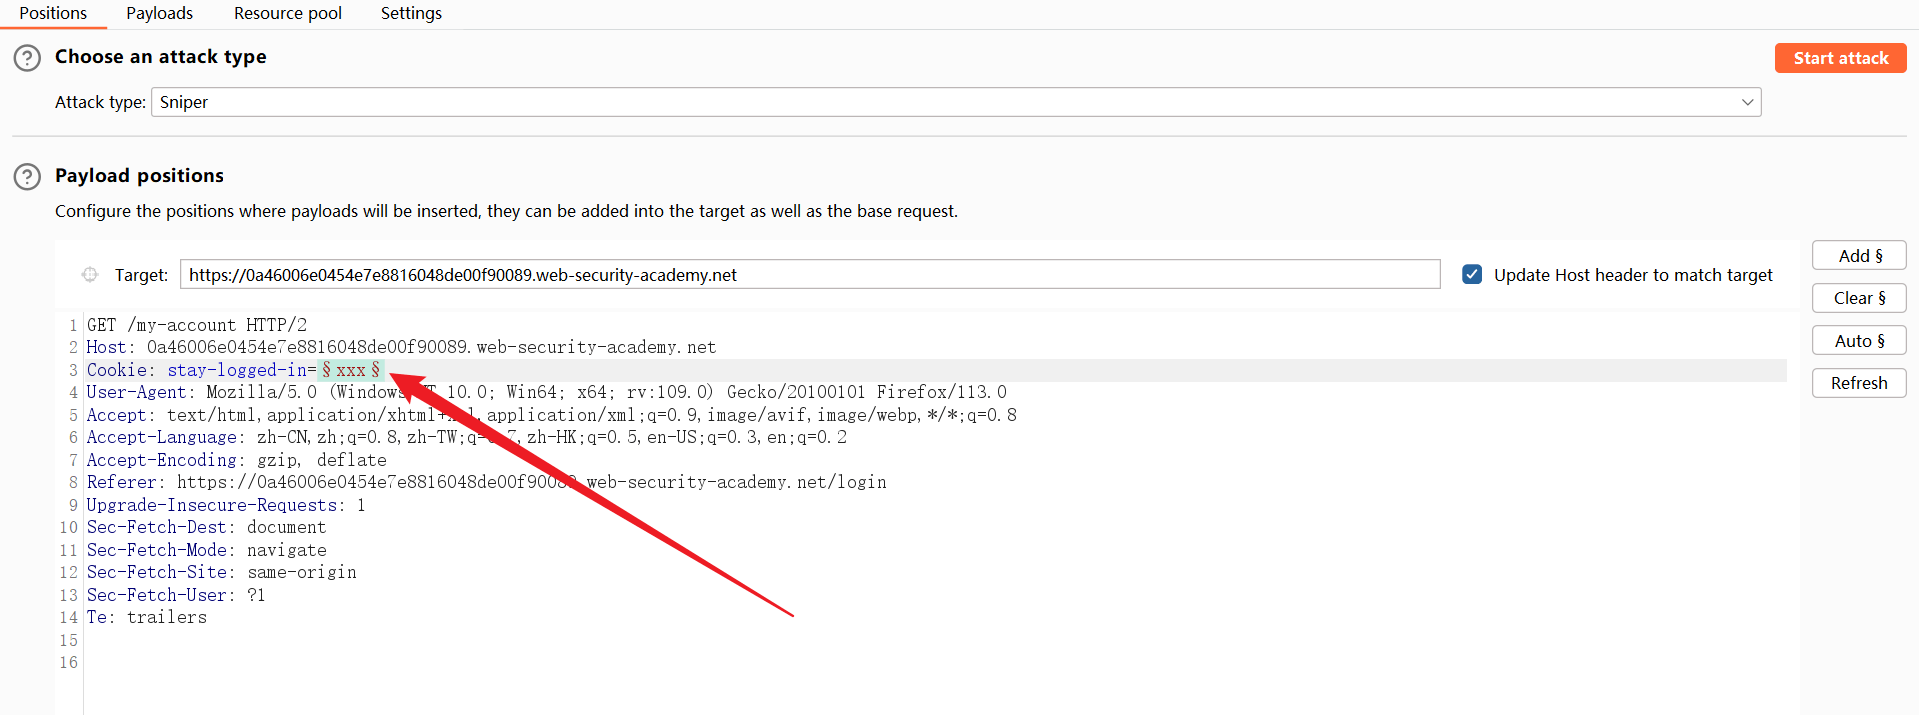 Positions Payloads Resource pool Settings
Choose an attack type
Start attack
Attack type: Sniper
Payload positions
Configure the positions where payloads will be inserted, they can be added into the target as well as the base request.
Target: https://0a46006e0454e7e8816048de00f90089.web-security-academy.net
Update Host header to match target
Add §
Clear §
Auto §
Refresh
1 GET /my-account HTTP/2
2 Host: 0a46006e0454e7e8816048de00f90089.web-security-academy.net
3 Cookie: stay-logged-in=§xxx§
4 User-Agent: Mozilla/5.0 (Windows NT 10.0; Win64; x64; rv:109.0) Gecko/20100101 Firefox/113.0
5 Accept: text/html,application/xhtml+xml,application/xml;q=0.9,image/avif,image/webp,*/*;q=0.8
6 Accept-Language: zh-CN,zh;q=0.8,zh-TW;q=0.7,zh-HK;q=0.5,en-US;q=0.3,en;q=0.2
7 Accept-Encoding: gzip, deflate
8 Referer: https://0a46006e0454e7e8816048de00f90089.web-security-academy.net/login
9 Upgrade-Insecure-Requests: 1
10 Sec-Fetch-Dest: document
11 Sec-Fetch-Mode: navigate
12 Sec-Fetch-Site: same-origin
13 Sec-Fetch-User: ?1
14 Te: trailers
15
16